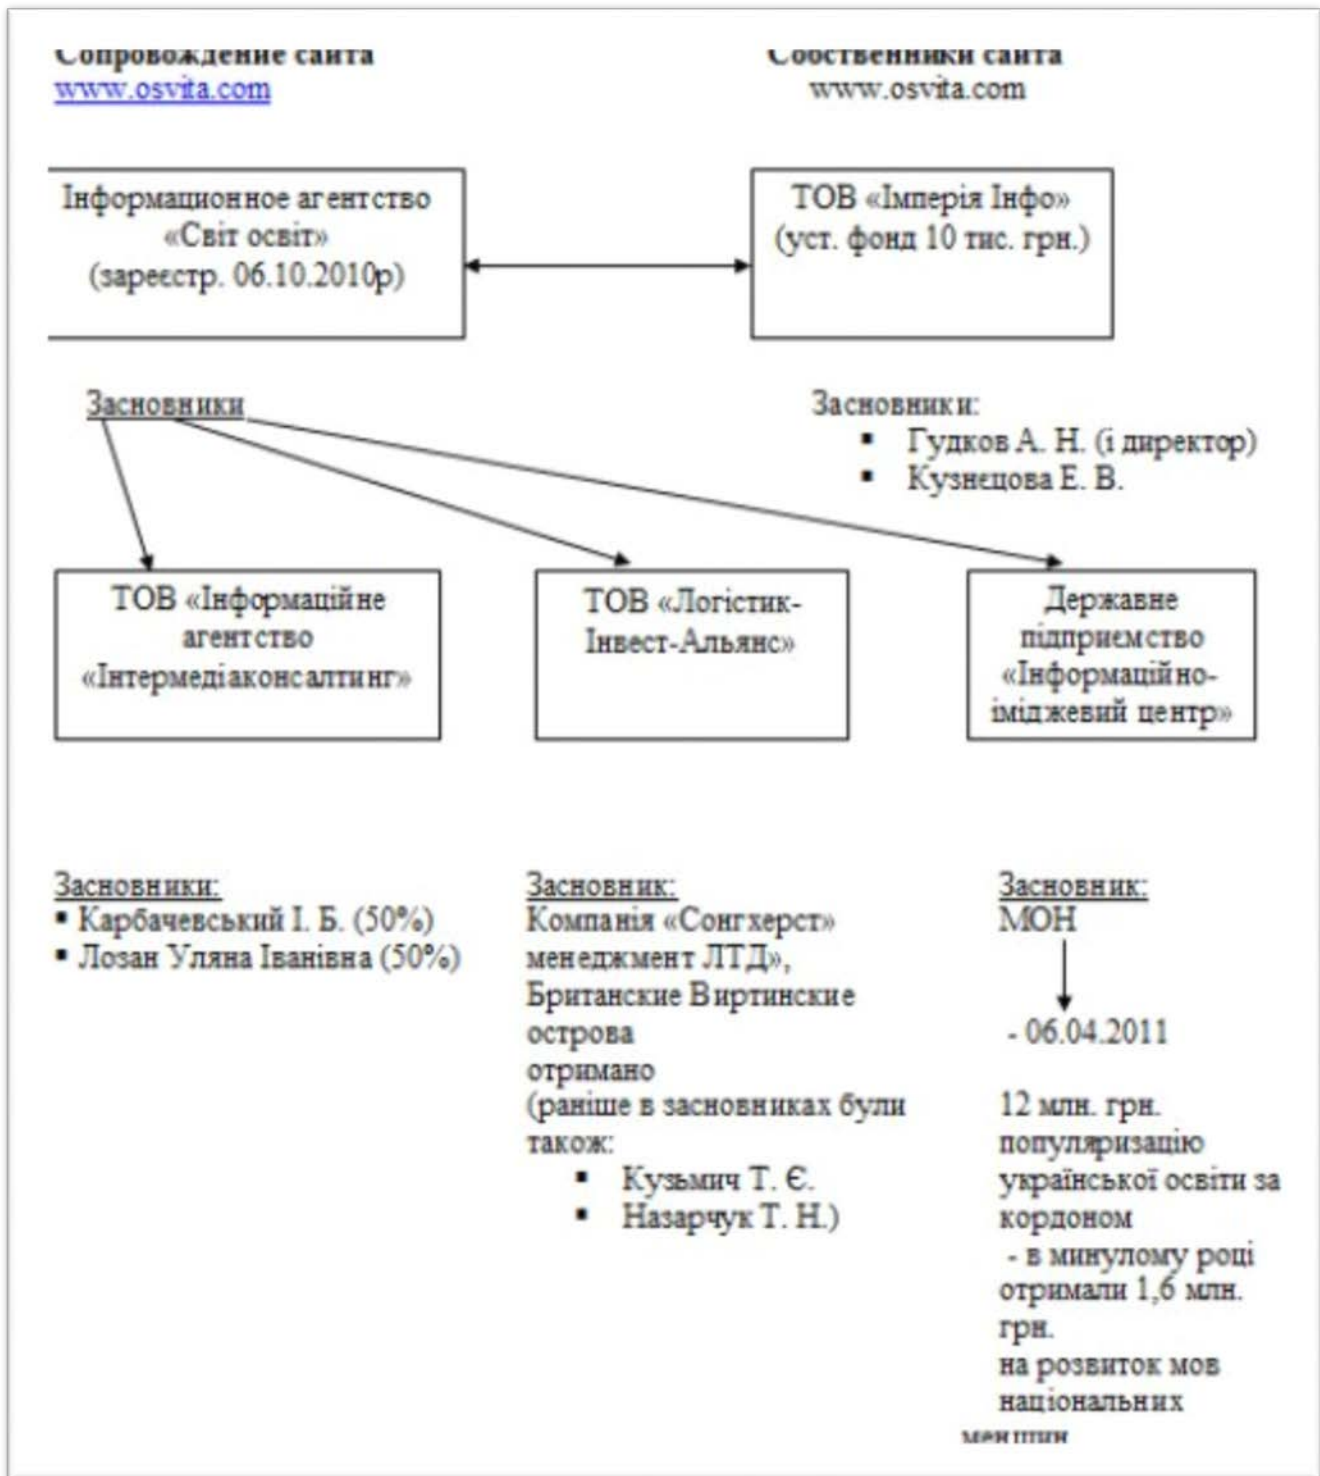 Сопровождение сайта
www.osvita.com
Собственники сайта
www.osvita.com
Інформационное агентство
«Світ освіт»
(зареєстр. 06.10.2010р)
ТОВ «Імперія Інфо»
(уст. фонд 10 тис. грн.)
Засновники
Засновники:
▪ Гудков А. Н. (і директор)
▪ Кузнєцова Е. В.
ТОВ «Інформаційне
агентство
«Інтермедіаконсалтинг»
ТОВ «Логістик-
Інвест-Альянс»
Державне
підприємство
«Інформаційно-
іміджевий центр»
Засновники:
▪ Карбачевський І. Б. (50%)
▪ Лозан Уляна Іванівна (50%)
Засновник:
Компанія «Сонгхерст»
менеджмент ЛТД»,
Британские Виртинские
острова
отримано
(раніше в засновниках були
також:
▪ Кузьмич Т. Є.
▪ Назарчук Т. Н.)
Засновник:
МОН
- 06.04.2011
12 млн. грн.
популяризацію
української освіти за
кордоном
- в минулому році
отримали 1,6 млн.
грн.
на розвиток мов
національних
меншин